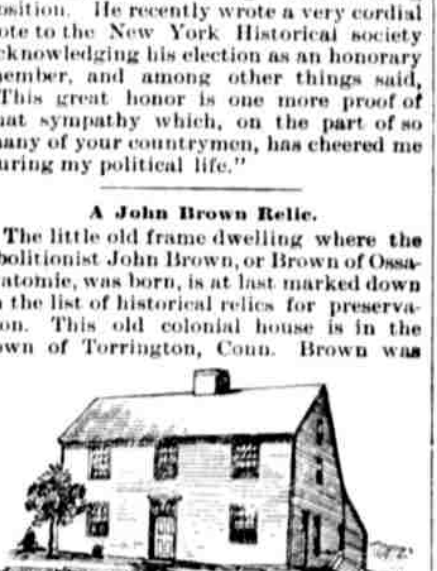 osition. He recently wrote a very cordial
ote to the New York Historical society
cknowledging his election as an honorary
nember, and among other things said,
"This great honor is one more proof of
hat sympathy which, on the part of so
nany of your countrymen, has cheered me
uring my political life."
A John Brown Relic.
The little old frame dwelling where the
bolitionist John Brown, or Brown of Ossa-
atomie, was born, is at last marked down
n the list of historical relics for preserva-
on. This old colonial house is in the
own of Torrington, Conn. Brown was